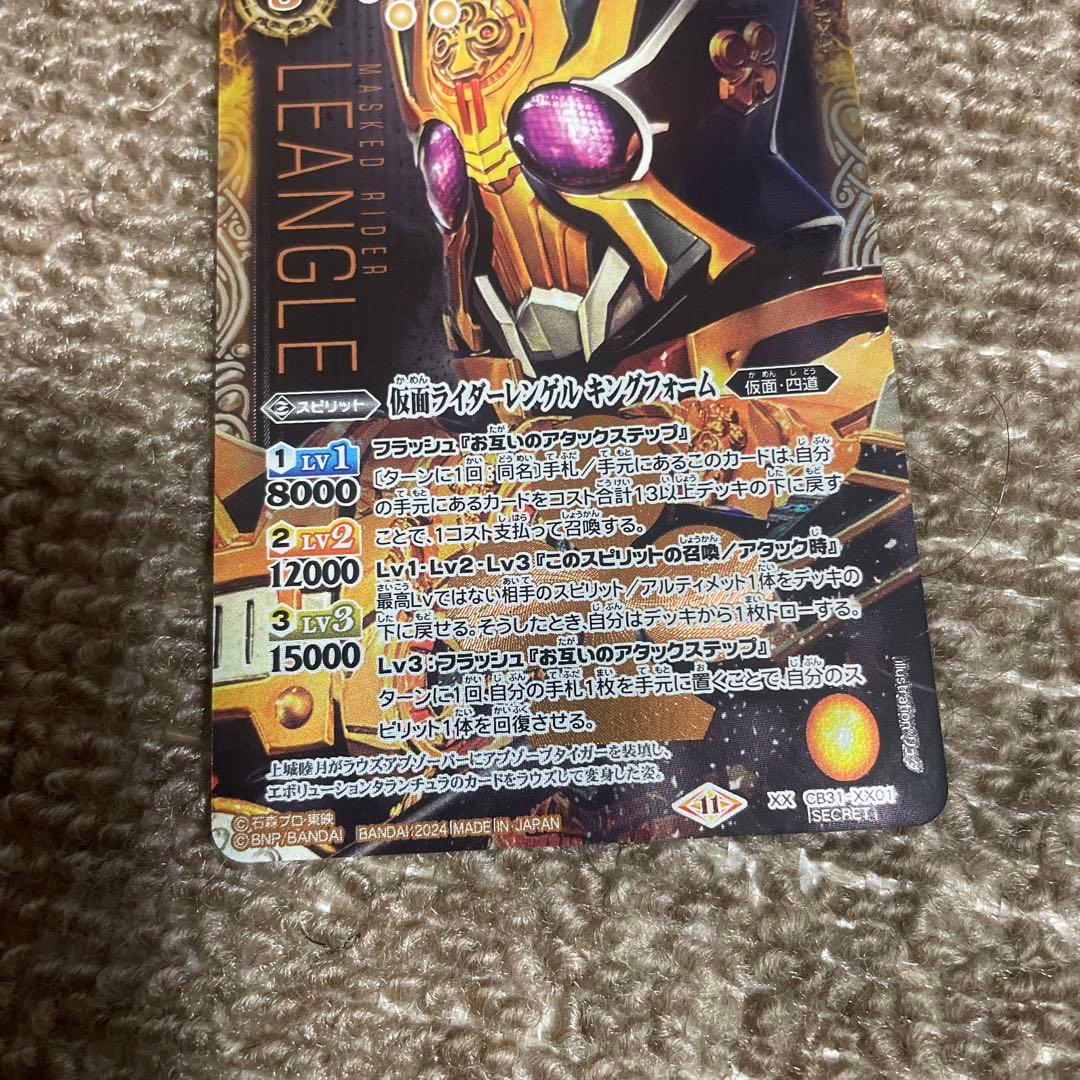 MASKED RIDER
LEANGLE
スピリット
仮面ライダーレンゲル キングフォーム
仮面・四道
1 LV1
8000
2 LV2
12000
3 LV3
15000
フラッシュ『お互いのアタックステップ』
〔ターンに1回：同名〕手札／手元にあるこのカードは、自分
の手元にあるカードをコスト合計13以上デッキの下に戻す
ことで、1コスト支払って召喚する。
Lv1・Lv2・Lv3『このスピリットの召喚／アタック時』
最高Lvではない相手のスピリット／アルティメット1体をデッキの
下に戻せる。そうしたとき、自分はデッキから1枚ドローする。
Lv3：フラッシュ『お互いのアタックステップ』
ターンに1回、自分の手札1枚を手元に置くことで、自分のス
ピリット1体を回復させる。
上城睦月がラウズアブゾーバーにアブゾーブタイガーを装填し、
エボリューションタランチュラのカードをラウズして変身した姿。
©石森プロ・東映
©BNP/BANDAI BANDAI 2024 MADE IN JAPAN
11
XX CB31-XX01
SECRET
Illustration